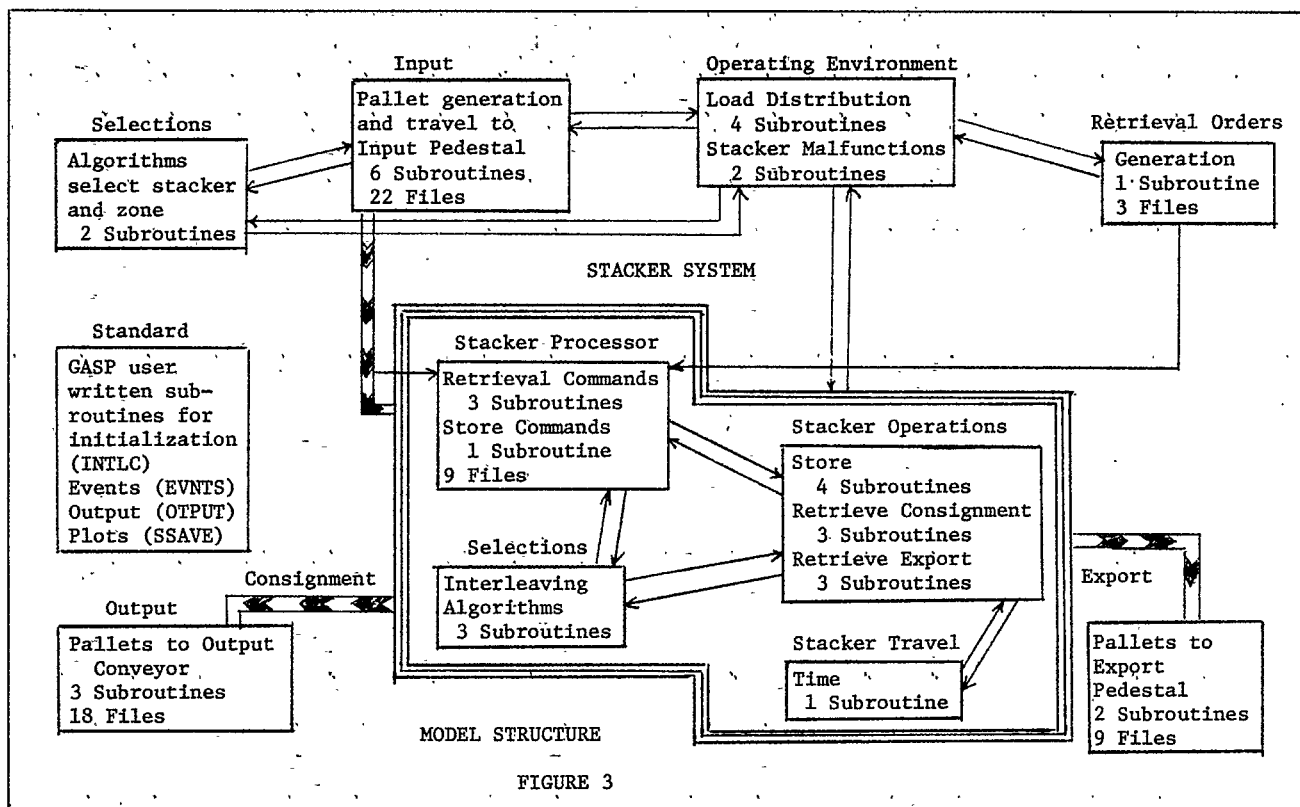 Input
Pallet generation
and travel to
Input Pedestal
6 Subroutines
22 Files
Operating Environment
Load Distribution
4 Subroutines
Stacker Malfunctions
2 Subroutines
Selections
Algorithms
select stacker
and zone
2 Subroutines
Retrieval Orders
Generation
1 Subroutine
3 Files
STACKER SYSTEM
Standard
GASP user
written sub-
routines for
initialization
(INTLC)
Events (EVNTS)
Output (OTPUT)
Plots (SSAVE)
Stacker Processor
Retrieval Commands
3 Subroutines
Store Commands
1 Subroutine
9 Files
Stacker Operations
Store
4 Subroutines
Retrieve Consignment
3 Subroutines
Retrieve Export
3 Subroutines
Selections
Interleaving
Algorithms
3 Subroutines
Stacker Travel
Time
1 Subroutine
Consignment
Output
Pallets to Output
Conveyor
3 Subroutines
18 Files
Export
Pallets to
Export
Pedestal
2 Subroutines
9 Files
MODEL STRUCTURE
FIGURE 3